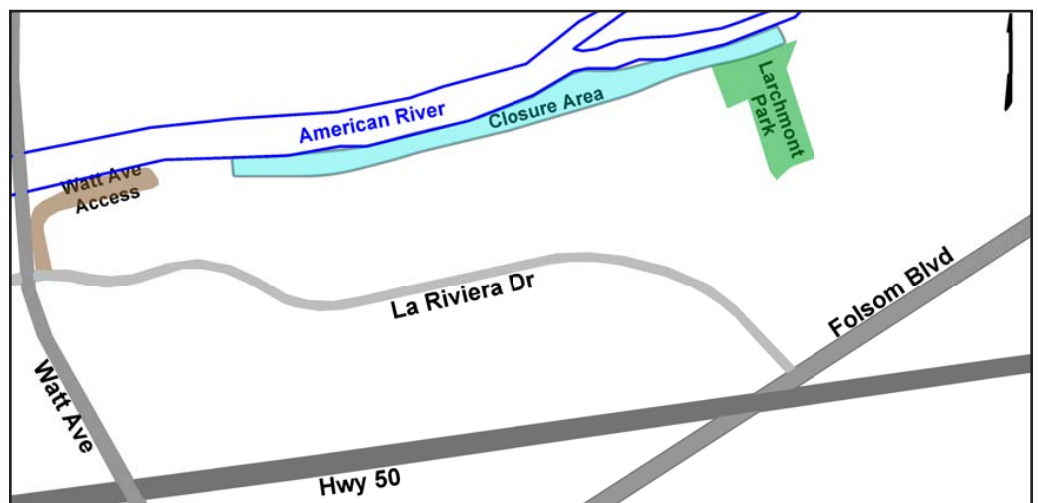 American River
Closure Area
Larchmont
Park
Watt Ave
Access
La Riviera Dr
Folsom Blvd
Watt Ave
Hwy 50